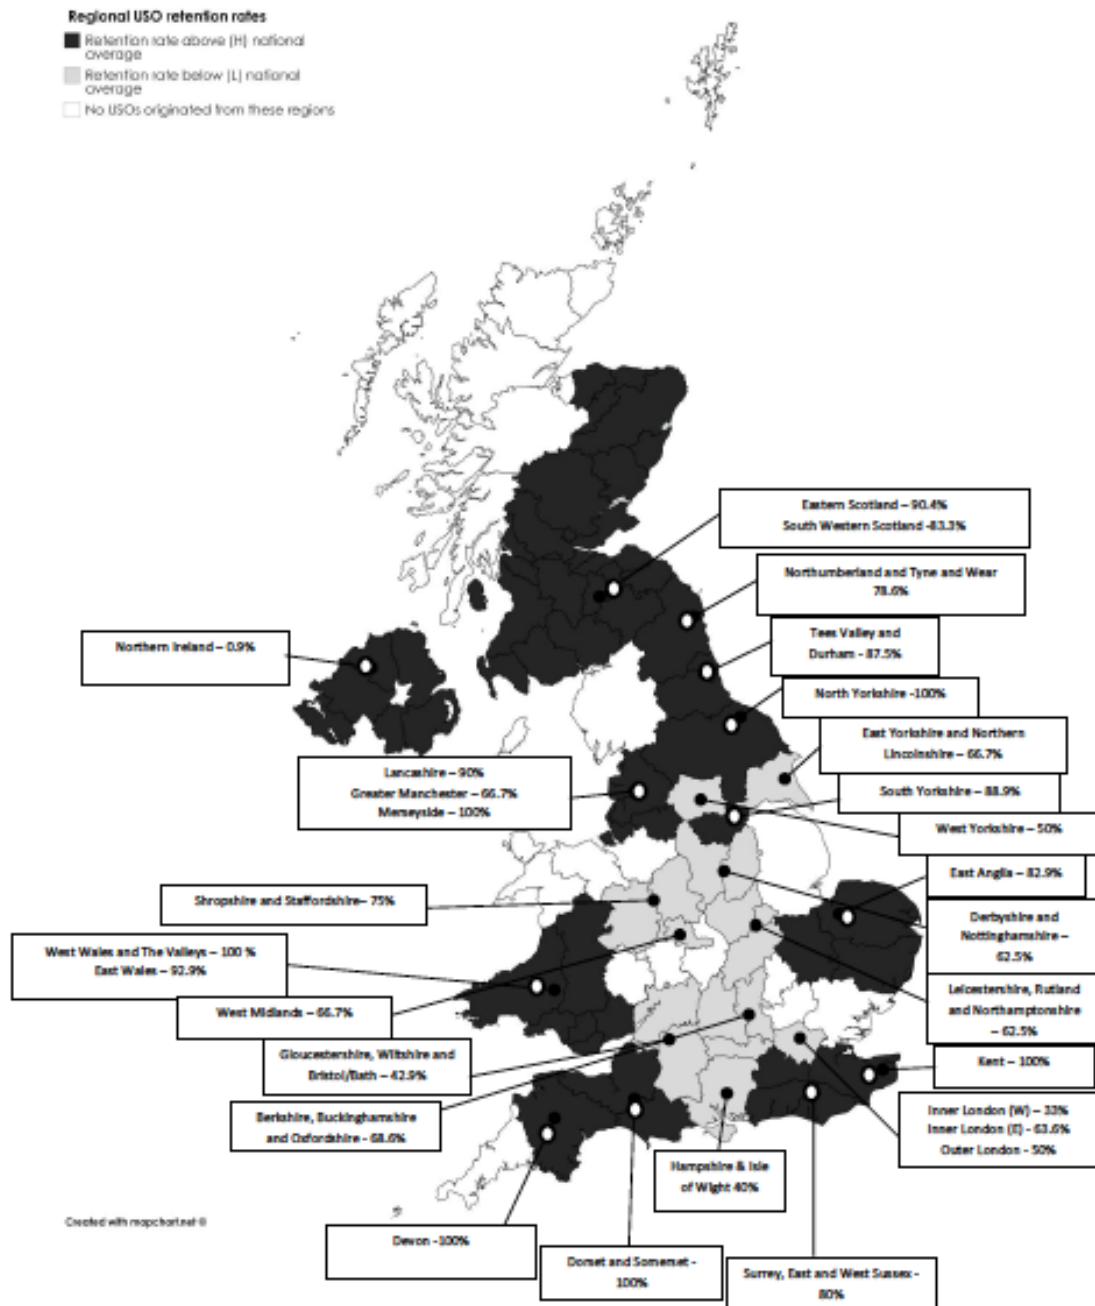 Regional USO retention rates
Retention rate above (H) national
average
Retention rate below (L) national
average
No USOs originated from these regions
Eastern Scotland – 90.4%
South Western Scotland -83.3%
Northumberland and Tyne and Wear
78.6%
Northern Ireland – 0.9%
Tees Valley and
Durham - 87.5%
North Yorkshire -100%
East Yorkshire and Northern
Lincolnshire – 66.7%
Lancashire – 90%
Greater Manchester – 66.7%
Merseyside – 100%
South Yorkshire – 88.9%
West Yorkshire – 50%
East Anglia – 82.9%
Shropshire and Staffordshire– 75%
Derbyshire and
Nottinghamshire –
62.5%
West Wales and The Valleys – 100 %
East Wales – 92.9%
Leicestershire, Rutland
and Northamptonshire
– 62.5%
West Midlands – 66.7%
Gloucestershire, Wiltshire and
Bristol/Bath – 42.9%
Kent – 100%
Berkshire, Buckinghamshire
and Oxfordshire - 68.6%
Inner London (W) – 33%
Inner London (E) - 63.6%
Outer London - 50%
Hampshire & Isle
of Wight 40%
Created with mapchart.net ©
Devon -100%
Dorset and Somerset -
100%
Surrey, East and West Sussex -
80%